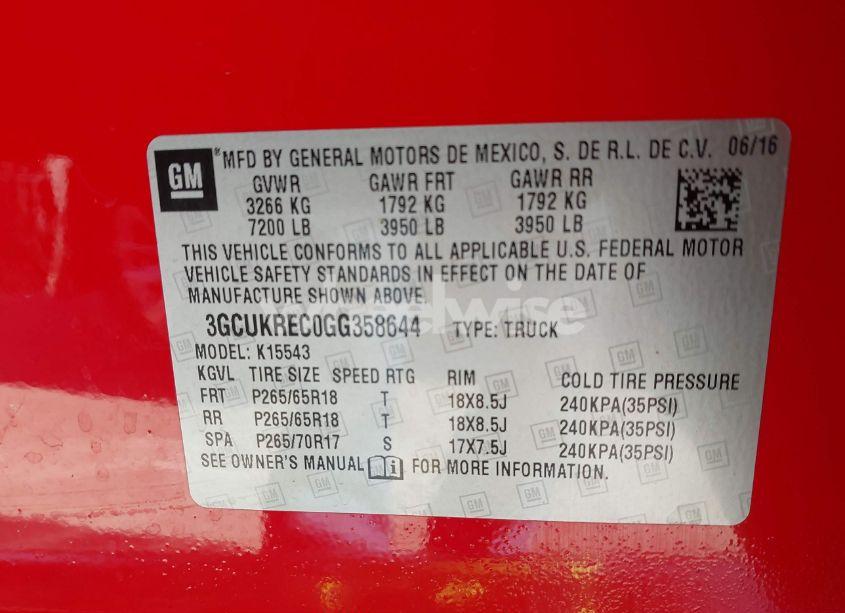 GM ® MFD BY GENERAL MOTORS DE MEXICO, S. DE R.L. DE C.V. 06/16
GVWR GAWR FRT GAWR RR
3266 KG 1792 KG 1792 KG
7200 LB 3950 LB 3950 LB
THIS VEHICLE CONFORMS TO ALL APPLICABLE U.S. FEDERAL MOTOR
VEHICLE SAFETY STANDARDS IN EFFECT ON THE DATE OF
MANUFACTURE SHOWN ABOVE.
3GCUKREC0GG358644 TYPE: TRUCK
MODEL: K15543
KGVL TIRE SIZE SPEED RTG RIM COLD TIRE PRESSURE
FRT P265/65R18 T 18X8.5J 240KPA(35PSI)
RR P265/65R18 T 18X8.5J 240KPA(35PSI)
SPA P265/70R17 S 17X7.5J 240KPA(35PSI)
SEE OWNER'S MANUAL i FOR MORE INFORMATION.